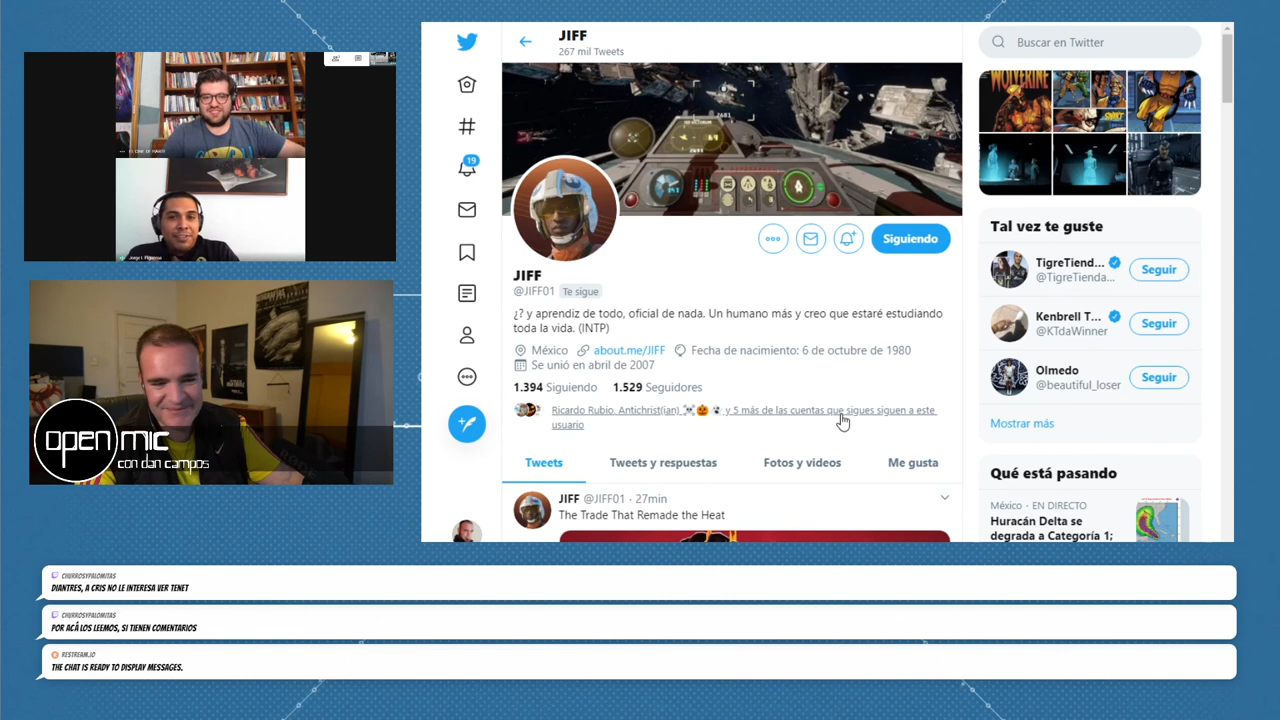 EL CINE DE RAMÓN
Jorge I. Figueroa
open mic
con dan campos
JIFF
267 mil Tweets
Buscar en Twitter
19
WOLVERINE
Siguiendo
JIFF
@JIFF01 Te sigue
¿? y aprendiz de todo, oficial de nada. Un humano más y creo que estaré estudiando
toda la vida. (INTP)
México about.me/JIFF Fecha de nacimiento: 6 de octubre de 1980
Se unió en abril de 2007
1.394 Siguiendo 1.529 Seguidores
Ricardo Rubio, Antichrist(ian) ☠️🎃 y 5 más de las cuentas que sigues siguen a este
usuario
Tweets Tweets y respuestas Fotos y videos Me gusta
JIFF @JIFF01 · 27min
The Trade That Remade the Heat
Tal vez te guste
TigreTiend...
@TigreTienda...
Seguir
Kenbrell T...
@KTdaWinner
Seguir
Olmedo
@beautiful_loser
Seguir
Mostrar más
Qué está pasando
México · EN DIRECTO
Huracán Delta se
degrada a Categoría 1;
CHURROSYPALOMITAS
DIANTRES, A CRIS NO LE INTERESA VER TENET
CHURROSYPALOMITAS
POR ACÁ LOS LEEMOS, SI TIENEN COMENTARIOS
RESTREAM.IO
THE CHAT IS READY TO DISPLAY MESSAGES.